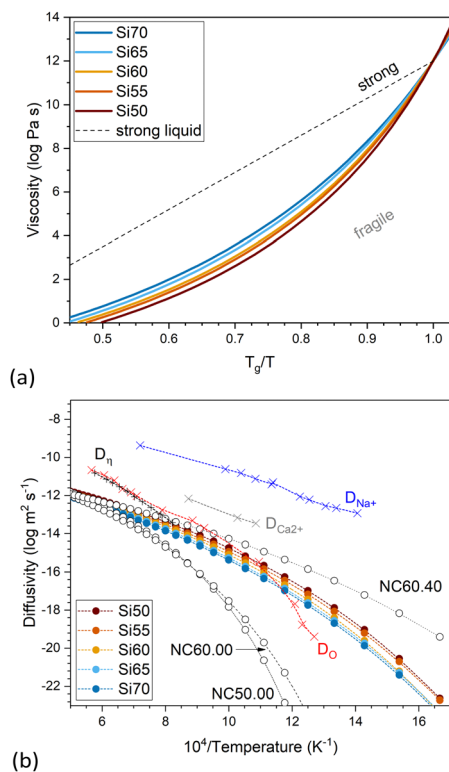 14
12
10
8
6
4
2
0
Viscosity (log Pa s)
Si70
Si65
Si60
Si55
Si50
strong liquid
strong
fragile
0.5 0.6 0.7 0.8 0.9 1.0
Tg/T
(a)
-8
-10
-12
-14
-16
-18
-20
-22
Diffusivity (log m² s⁻¹)
Dη
DNa+
DCa2+
NC60.40
Si50
Si55
Si60
Si65
Si70
NC60.00
DO
NC50.00
6 8 10 12 14 16
10⁴/Temperature (K⁻¹)
(b)